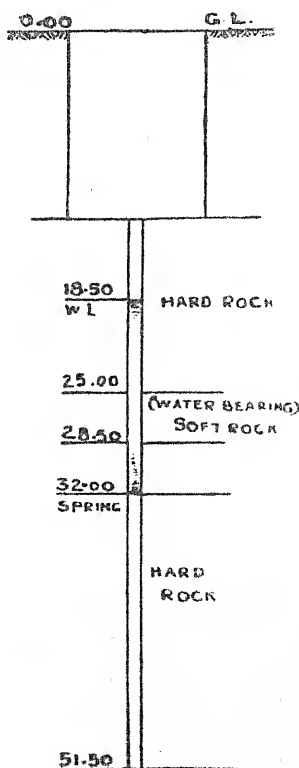 0.00 G.L.
18.50
W L HARD ROCK
25.00
(WATER BEARING)
SOFT ROCK
28.50
32.00
SPRING
HARD
ROCK
51.50